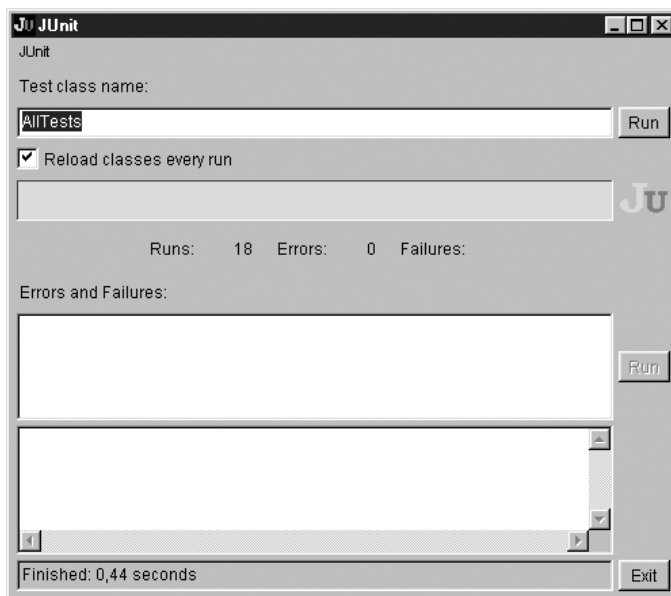 JU JUnit
JUnit
Test class name:
AllTests Run
Reload classes every run
JU
Runs: 18 Errors: 0 Failures:
Errors and Failures:
Run
Finished: 0,44 seconds Exit